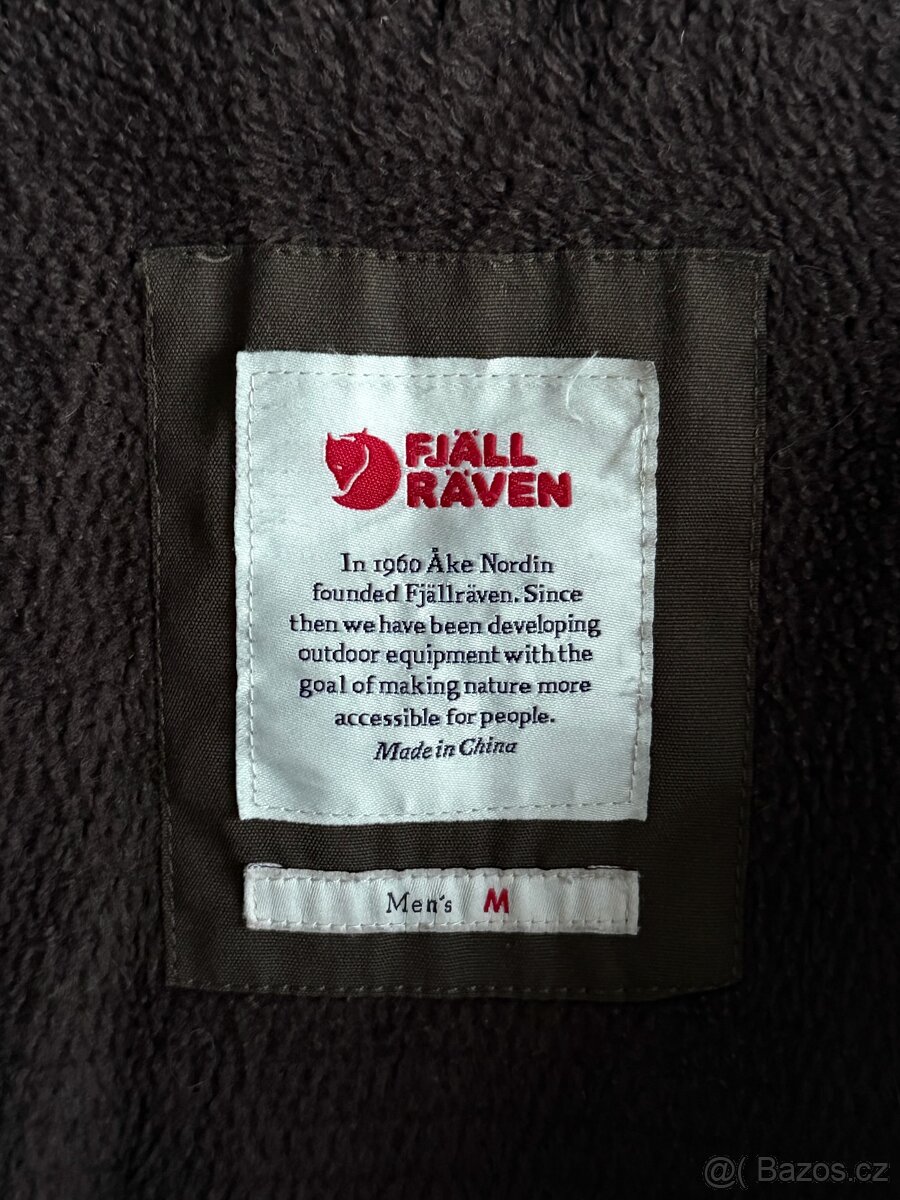 FJÄLL
RÄVEN
In 1960 Åke Nordin
founded Fjällräven. Since
then we have been developing
outdoor equipment with the
goal of making nature more
accessible for people.
Made in China
Men's M
@( Bazos.cz